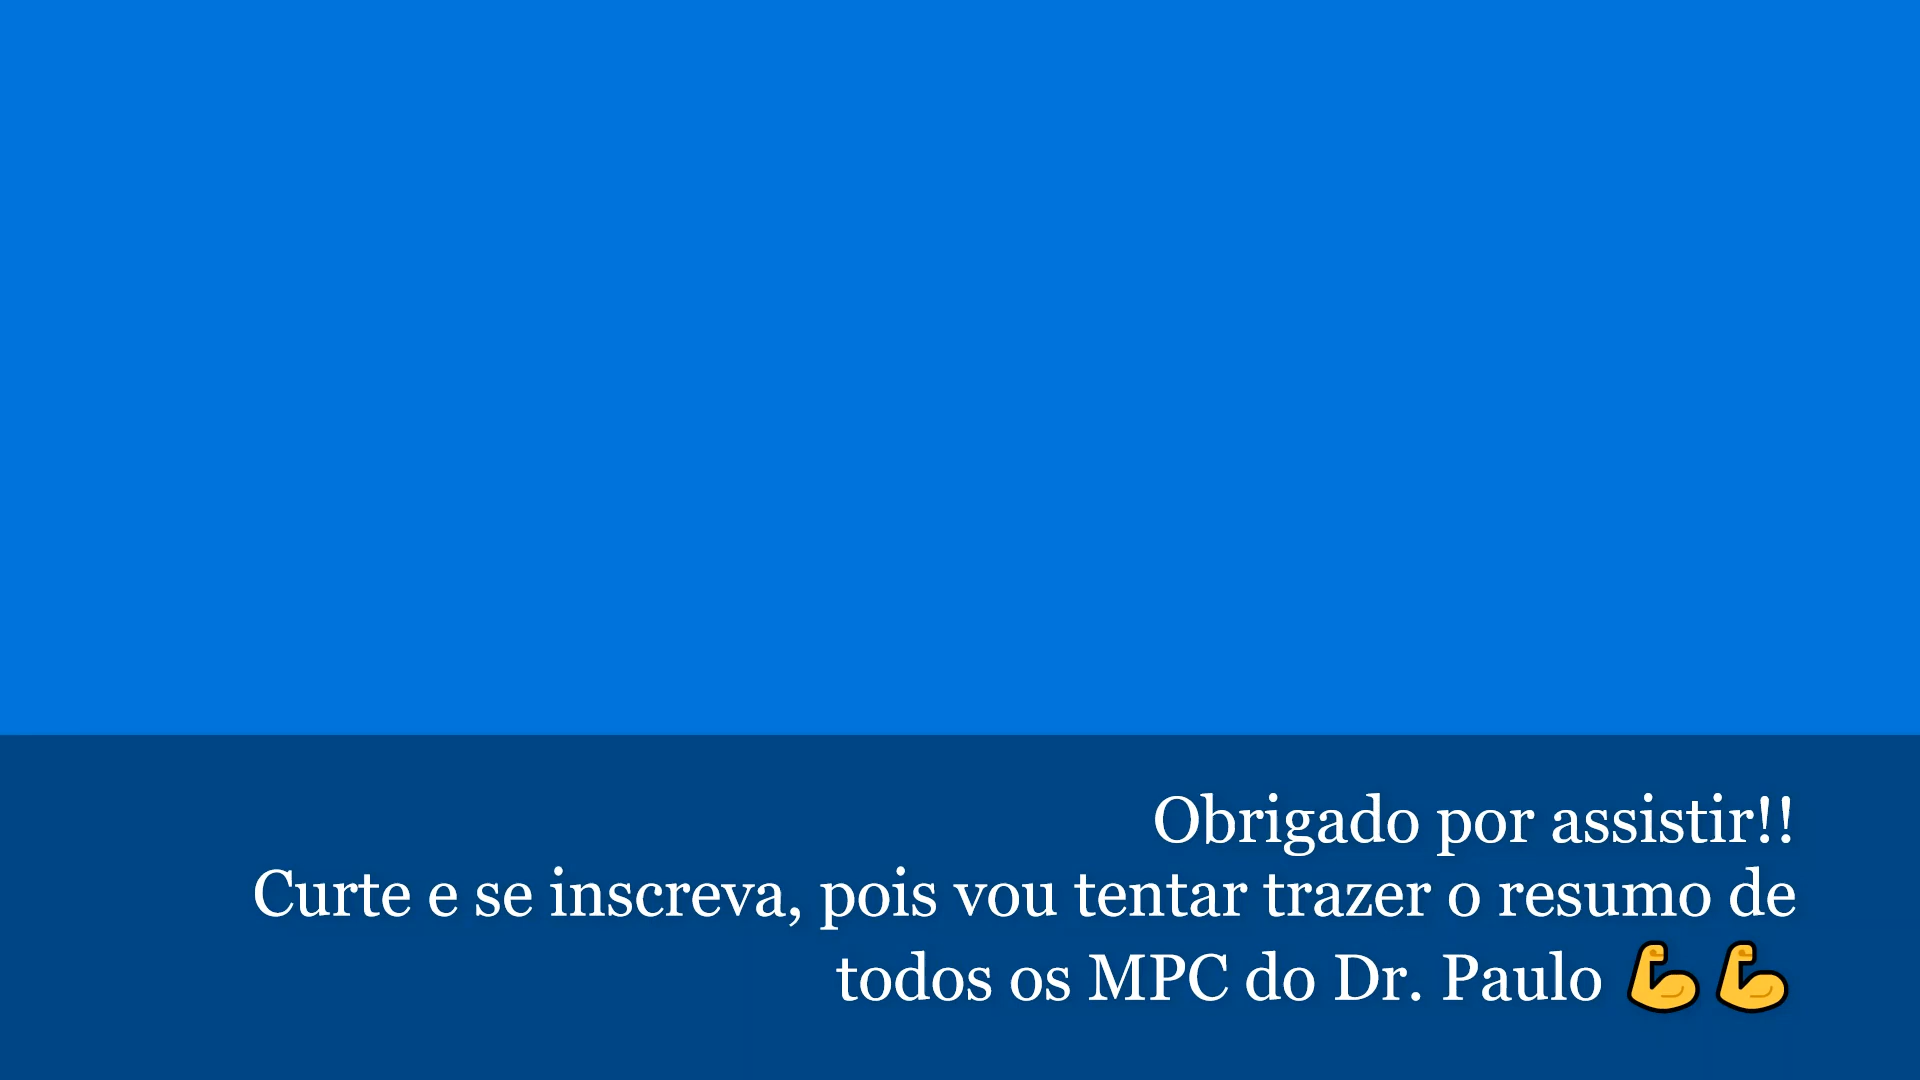 Obrigado por assistir!!
Curte e se inscreva, pois vou tentar trazer o resumo de
todos os MPC do Dr. Paulo 💪💪